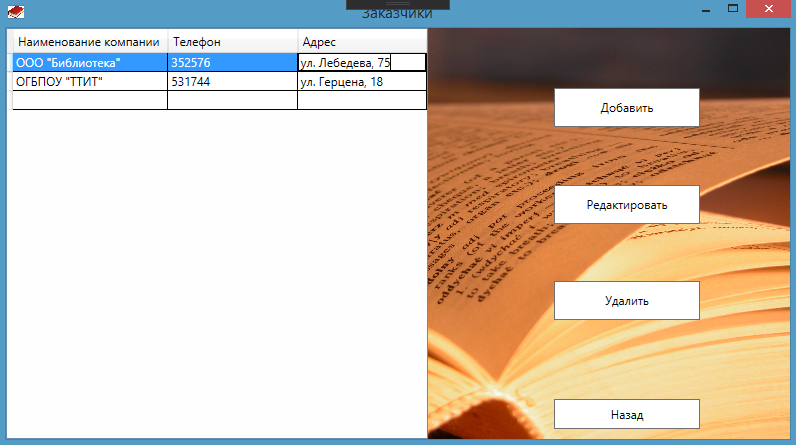 Заказчики
Наименование компании Телефон Адрес
ООО "Библиотека" 352576 ул. Лебедева, 75
ОГБПОУ "ТТИТ" 531744 ул. Герцена, 18
Добавить
Редактировать
Удалить
Назад